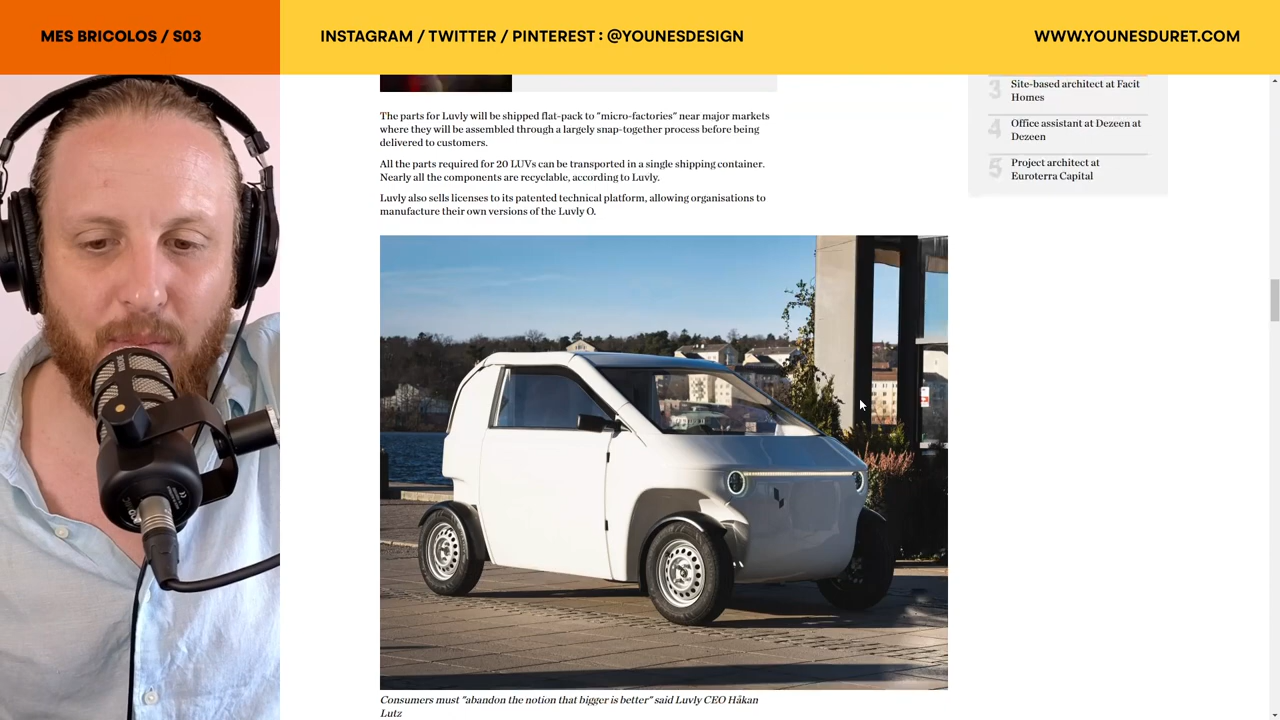 MES BRICOLOS / S03
INSTAGRAM / TWITTER / PINTEREST : @YOUNESDESIGN
WWW.YOUNESDURET.COM
The parts for Luvly will be shipped flat-pack to "micro-factories" near major markets
where they will be assembled through a largely snap-together process before being
delivered to customers.
All the parts required for 20 LUVs can be transported in a single shipping container.
Nearly all the components are recyclable, according to Luvly.
Luvly also sells licenses to its patented technical platform, allowing organisations to
manufacture their own versions of the Luvly O.
Consumers must "abandon the notion that bigger is better" said Luvly CEO Håkan
Lutz
3 Site-based architect at Facit
Homes
4 Office assistant at Dezeen at
Dezeen
5 Project architect at
Euroterra Capital